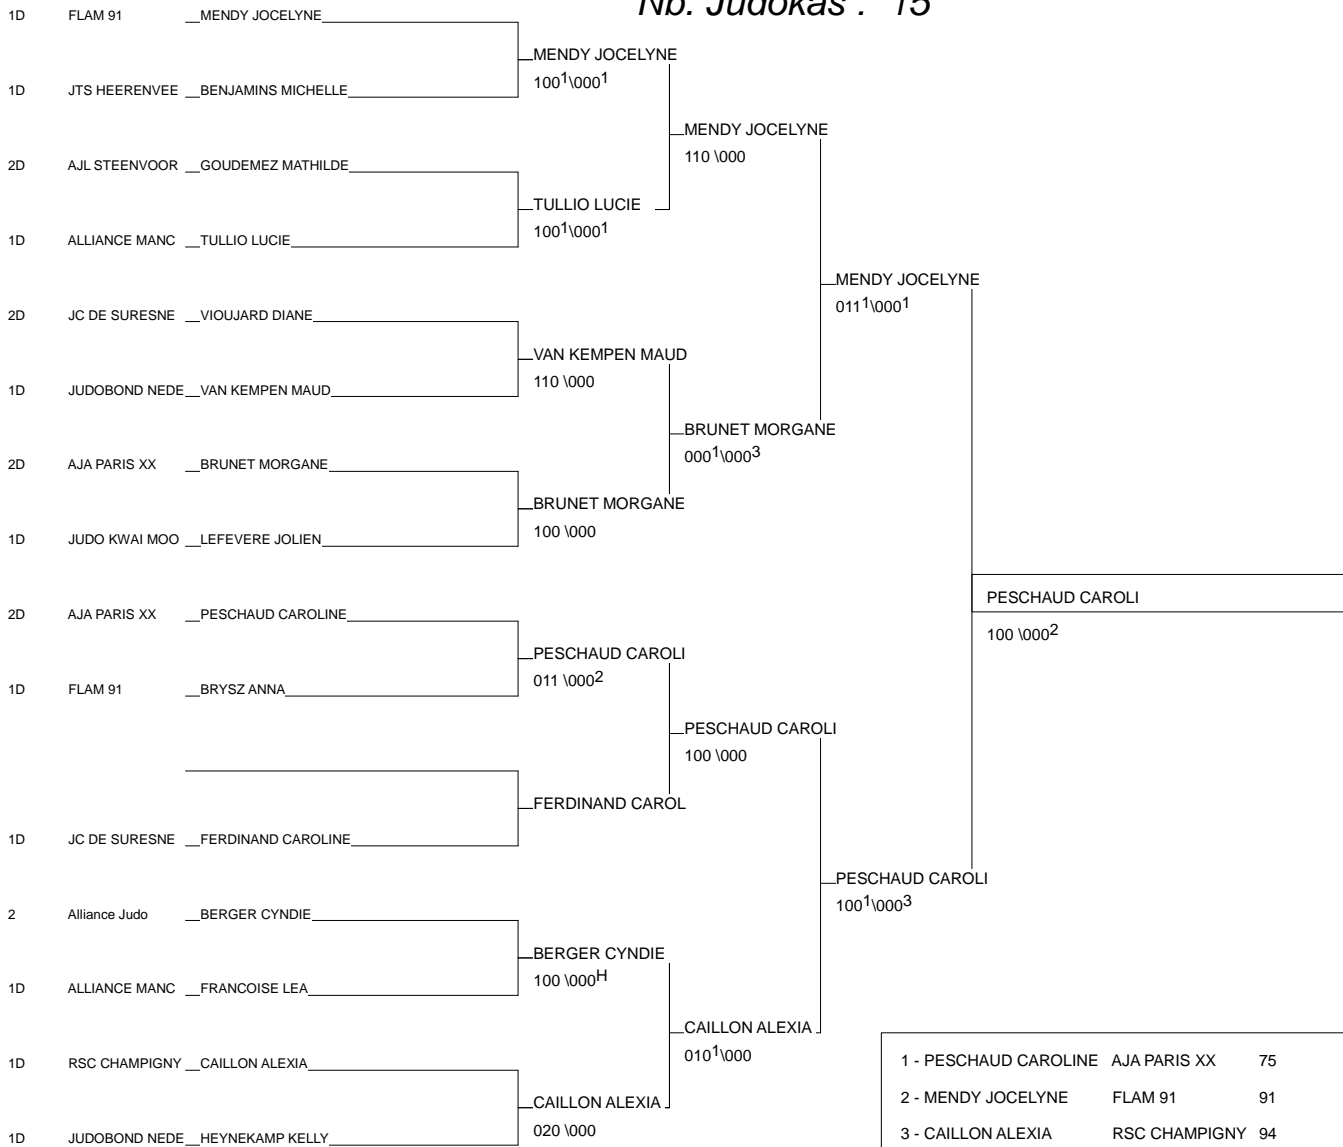 Nb. Judokas : 15
1D FLAM 91 MENDY JOCELYNE
MENDY JOCELYNE
100¹\000¹
1D JTS HEERENVEE BENJAMINS MICHELLE
MENDY JOCELYNE
110 \000
2D AJL STEENVOOR GOUDEMEZ MATHILDE
TULLIO LUCIE
100¹\000¹
1D ALLIANCE MANC TULLIO LUCIE
MENDY JOCELYNE
011¹\000¹
2D JC DE SURESNE VIOUJARD DIANE
VAN KEMPEN MAUD
110 \000
1D JUDOBOND NEDE VAN KEMPEN MAUD
BRUNET MORGANE
000¹\000³
2D AJA PARIS XX BRUNET MORGANE
BRUNET MORGANE
100 \000
1D JUDO KWAI MOO LEFEVERE JOLIEN
PESCHAUD CAROLI
100 \000²
2D AJA PARIS XX PESCHAUD CAROLINE
PESCHAUD CAROLI
011 \000²
1D FLAM 91 BRYSZ ANNA
PESCHAUD CAROLI
100 \000
FERDINAND CAROL
1D JC DE SURESNE FERDINAND CAROLINE
PESCHAUD CAROLI
100¹\000³
2 Alliance Judo BERGER CYNDIE
BERGER CYNDIE
100 \000ᴴ
1D ALLIANCE MANC FRANCOISE LEA
CAILLON ALEXIA
010¹\000
1D RSC CHAMPIGNY CAILLON ALEXIA
CAILLON ALEXIA
020 \000
1D JUDOBOND NEDE HEYNEKAMP KELLY
1 - PESCHAUD CAROLINE AJA PARIS XX 75
2 - MENDY JOCELYNE FLAM 91 91
3 - CAILLON ALEXIA RSC CHAMPIGNY 94